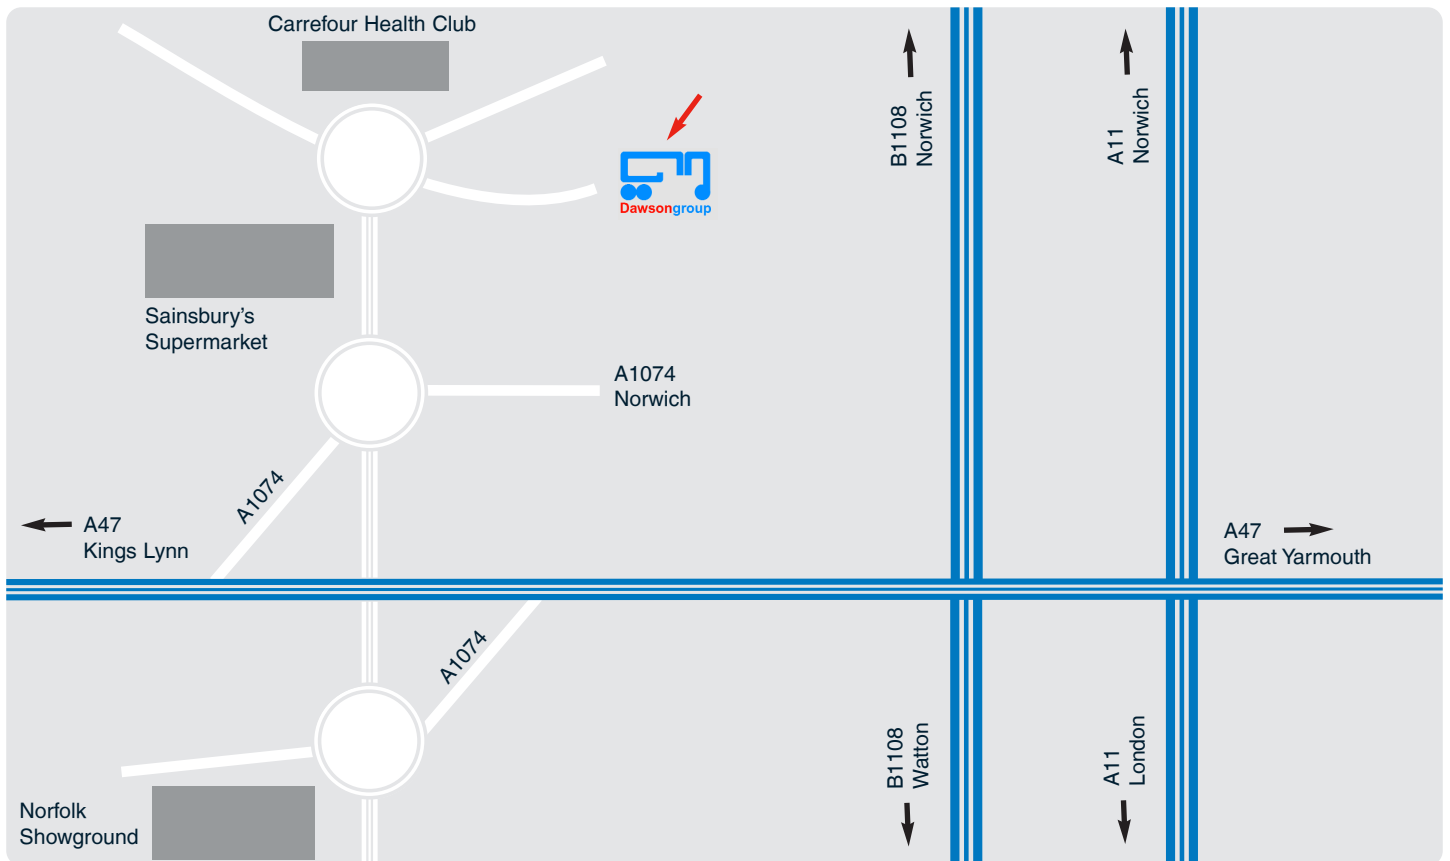 Carrefour Health Club
B1108
Norwich
A11
Norwich
Dawsongroup
Sainsbury’s
Supermarket
A1074
Norwich
A1074
A47
Kings Lynn
A47
Great Yarmouth
A1074
B1108
Watton
A11
London
Norfolk
Showground